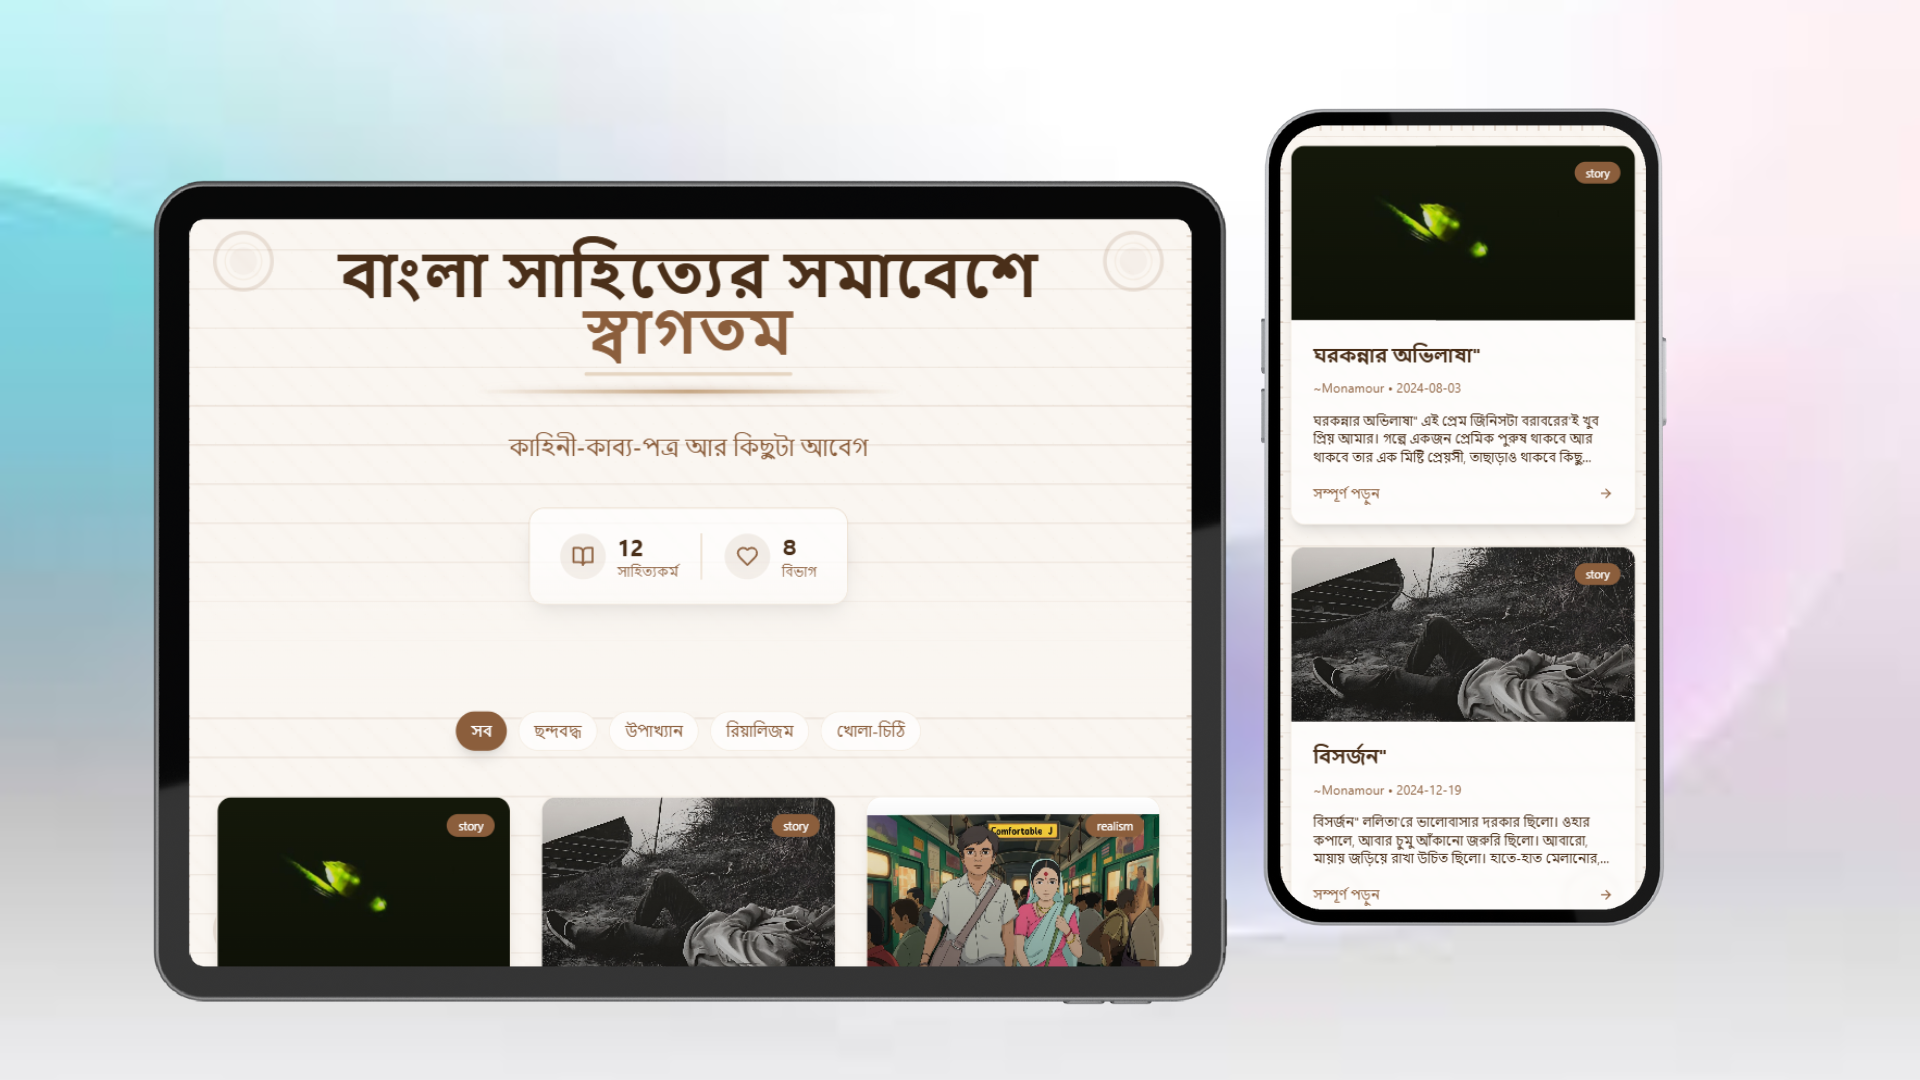 বাংলা সাহিত্যের সমাবেশে
স্বাগতম
কাহিনী-কাব্য-পত্র আর কিছুটা আবেগ
12
সাহিত্যকর্ম
8
বিভাগ
সব
ছন্দবদ্ধ
উপাখ্যান
রিয়ালিজম
খোলা-চিঠি
story
story
realism
Comfortable J
story
ঘরকন্নার অভিলাষা"
~Monamour • 2024-08-03
ঘরকন্নার অভিলাষা" এই প্রেম জিনিসটা বরাবরের'ই খুব
প্রিয় আমার। গল্পে একজন প্রেমিক পুরুষ থাকবে আর
থাকবে তার এক মিষ্টি প্রেয়সী, তাছাড়াও থাকবে কিছু...
সম্পূর্ণ পড়ুন
story
বিসর্জন"
~Monamour • 2024-12-19
বিসর্জন" ললিতা'রে ভালোবাসার দরকার ছিলো। ওহার
কপালে, আবার চুমু আঁকানো জরুরি ছিলো। আবারো,
মায়ায় জড়িয়ে রাখা উচিত ছিলো। হাতে-হাত মেলানোর,...
সম্পূর্ণ পড়ুন